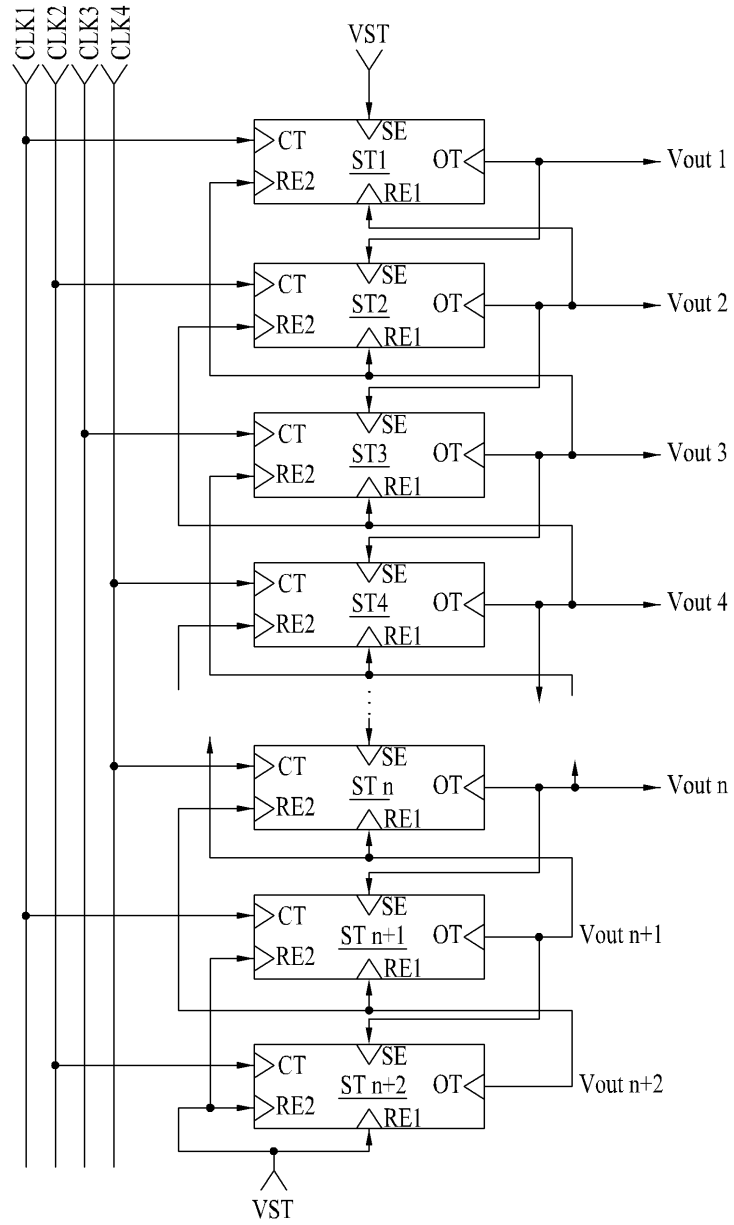 CLK1
CLK2
CLK3
CLK4
VST
SE
CT
ST1
OT
Vout 1
RE2
RE1
SE
CT
ST2
OT
Vout 2
RE2
RE1
SE
CT
ST3
OT
Vout 3
RE2
RE1
SE
CT
ST4
OT
Vout 4
RE2
RE1
SE
CT
ST n
OT
Vout n
RE2
RE1
SE
CT
ST n+1
OT
Vout n+1
RE2
RE1
SE
CT
ST n+2
OT
Vout n+2
RE2
RE1
VST